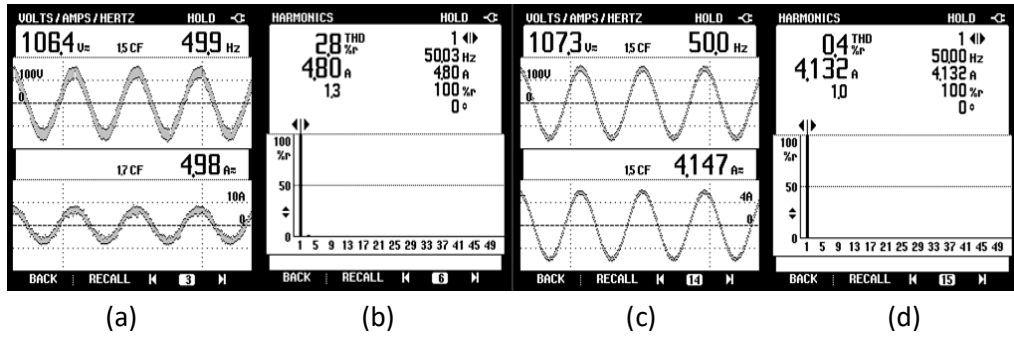 VOLTS/AMPS/HERTZ HOLD
106,4 V≂ 1,5 CF 49,9 Hz
100V
0
1,7 CF 4,98 A≂
10A
0
BACK RECALL 3
HARMONICS HOLD
2,8 THD %r 1
50,03 Hz
4,80 A 4,80 A
1,3 100 %r
0 °
100
%r
50
0
1 5 9 13 17 21 25 29 33 37 41 45 49
BACK RECALL 6
VOLTS/AMPS/HERTZ HOLD
107,3 V≂ 1,5 CF 50,0 Hz
100V
0
1,5 CF 4,147 A≂
4A
0
BACK RECALL 14
HARMONICS HOLD
0,4 THD %r 1
50,00 Hz
4,132 A 4,132 A
1,0 100 %r
0 °
100
%r
50
0
1 5 9 13 17 21 25 29 33 37 41 45 49
BACK RECALL 15
(a) (b) (c) (d)